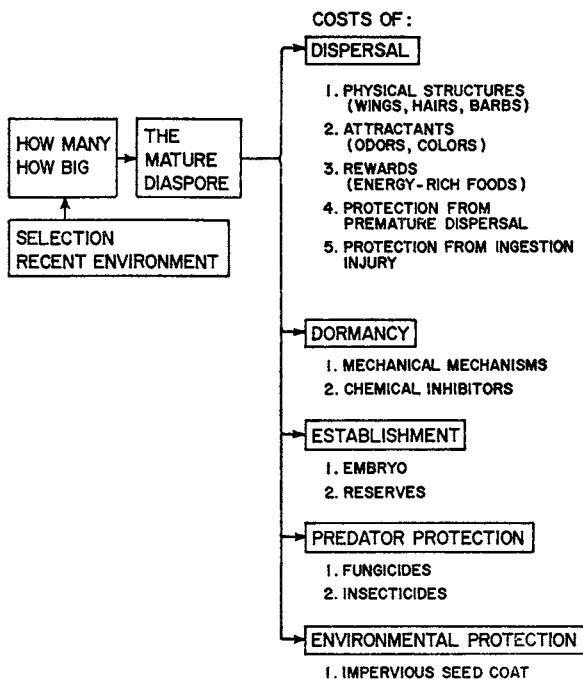 COSTS OF:
DISPERSAL
1. PHYSICAL STRUCTURES
(WINGS, HAIRS, BARBS)
2. ATTRACTANTS
(ODORS, COLORS)
3. REWARDS
(ENERGY-RICH FOODS)
4. PROTECTION FROM
PREMATURE DISPERSAL
5. PROTECTION FROM INGESTION
INJURY
HOW MANY
HOW BIG
THE
MATURE
DIASPORE
SELECTION
RECENT ENVIRONMENT
DORMANCY
1. MECHANICAL MECHANISMS
2. CHEMICAL INHIBITORS
ESTABLISHMENT
1. EMBRYO
2. RESERVES
PREDATOR PROTECTION
1. FUNGICIDES
2. INSECTICIDES
ENVIRONMENTAL PROTECTION
1. IMPERVIOUS SEED COAT